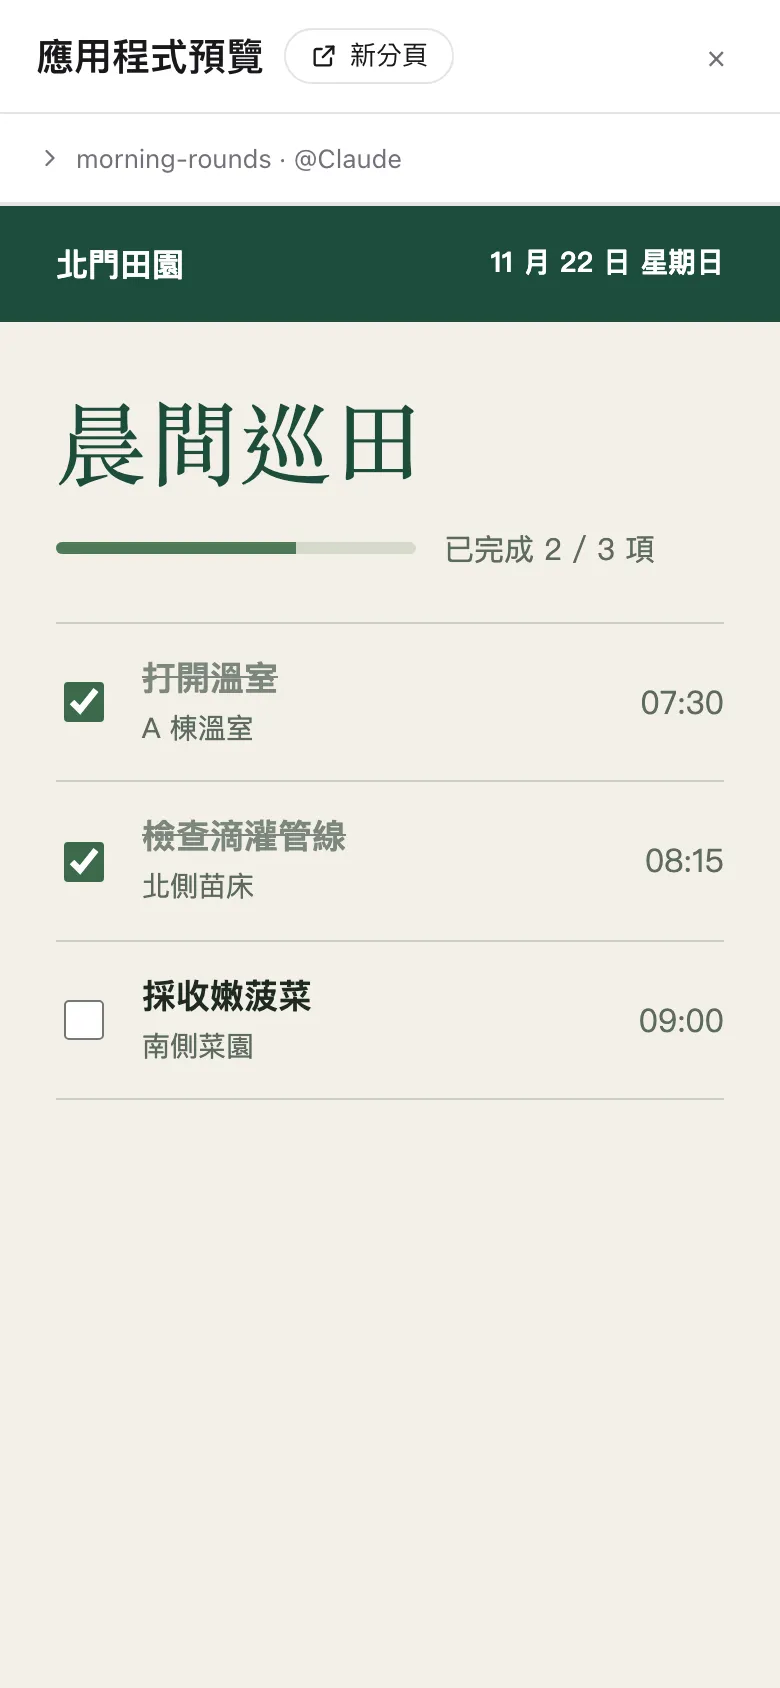 應用程式預覽
新分頁
×
morning-rounds · @Claude
北門田園
11 月 22 日 星期日
晨間巡田
已完成 2 / 3 項
打開溫室
A 棟溫室
07:30
檢查滴灌管線
北側苗床
08:15
採收嫩菠菜
南側菜園
09:00